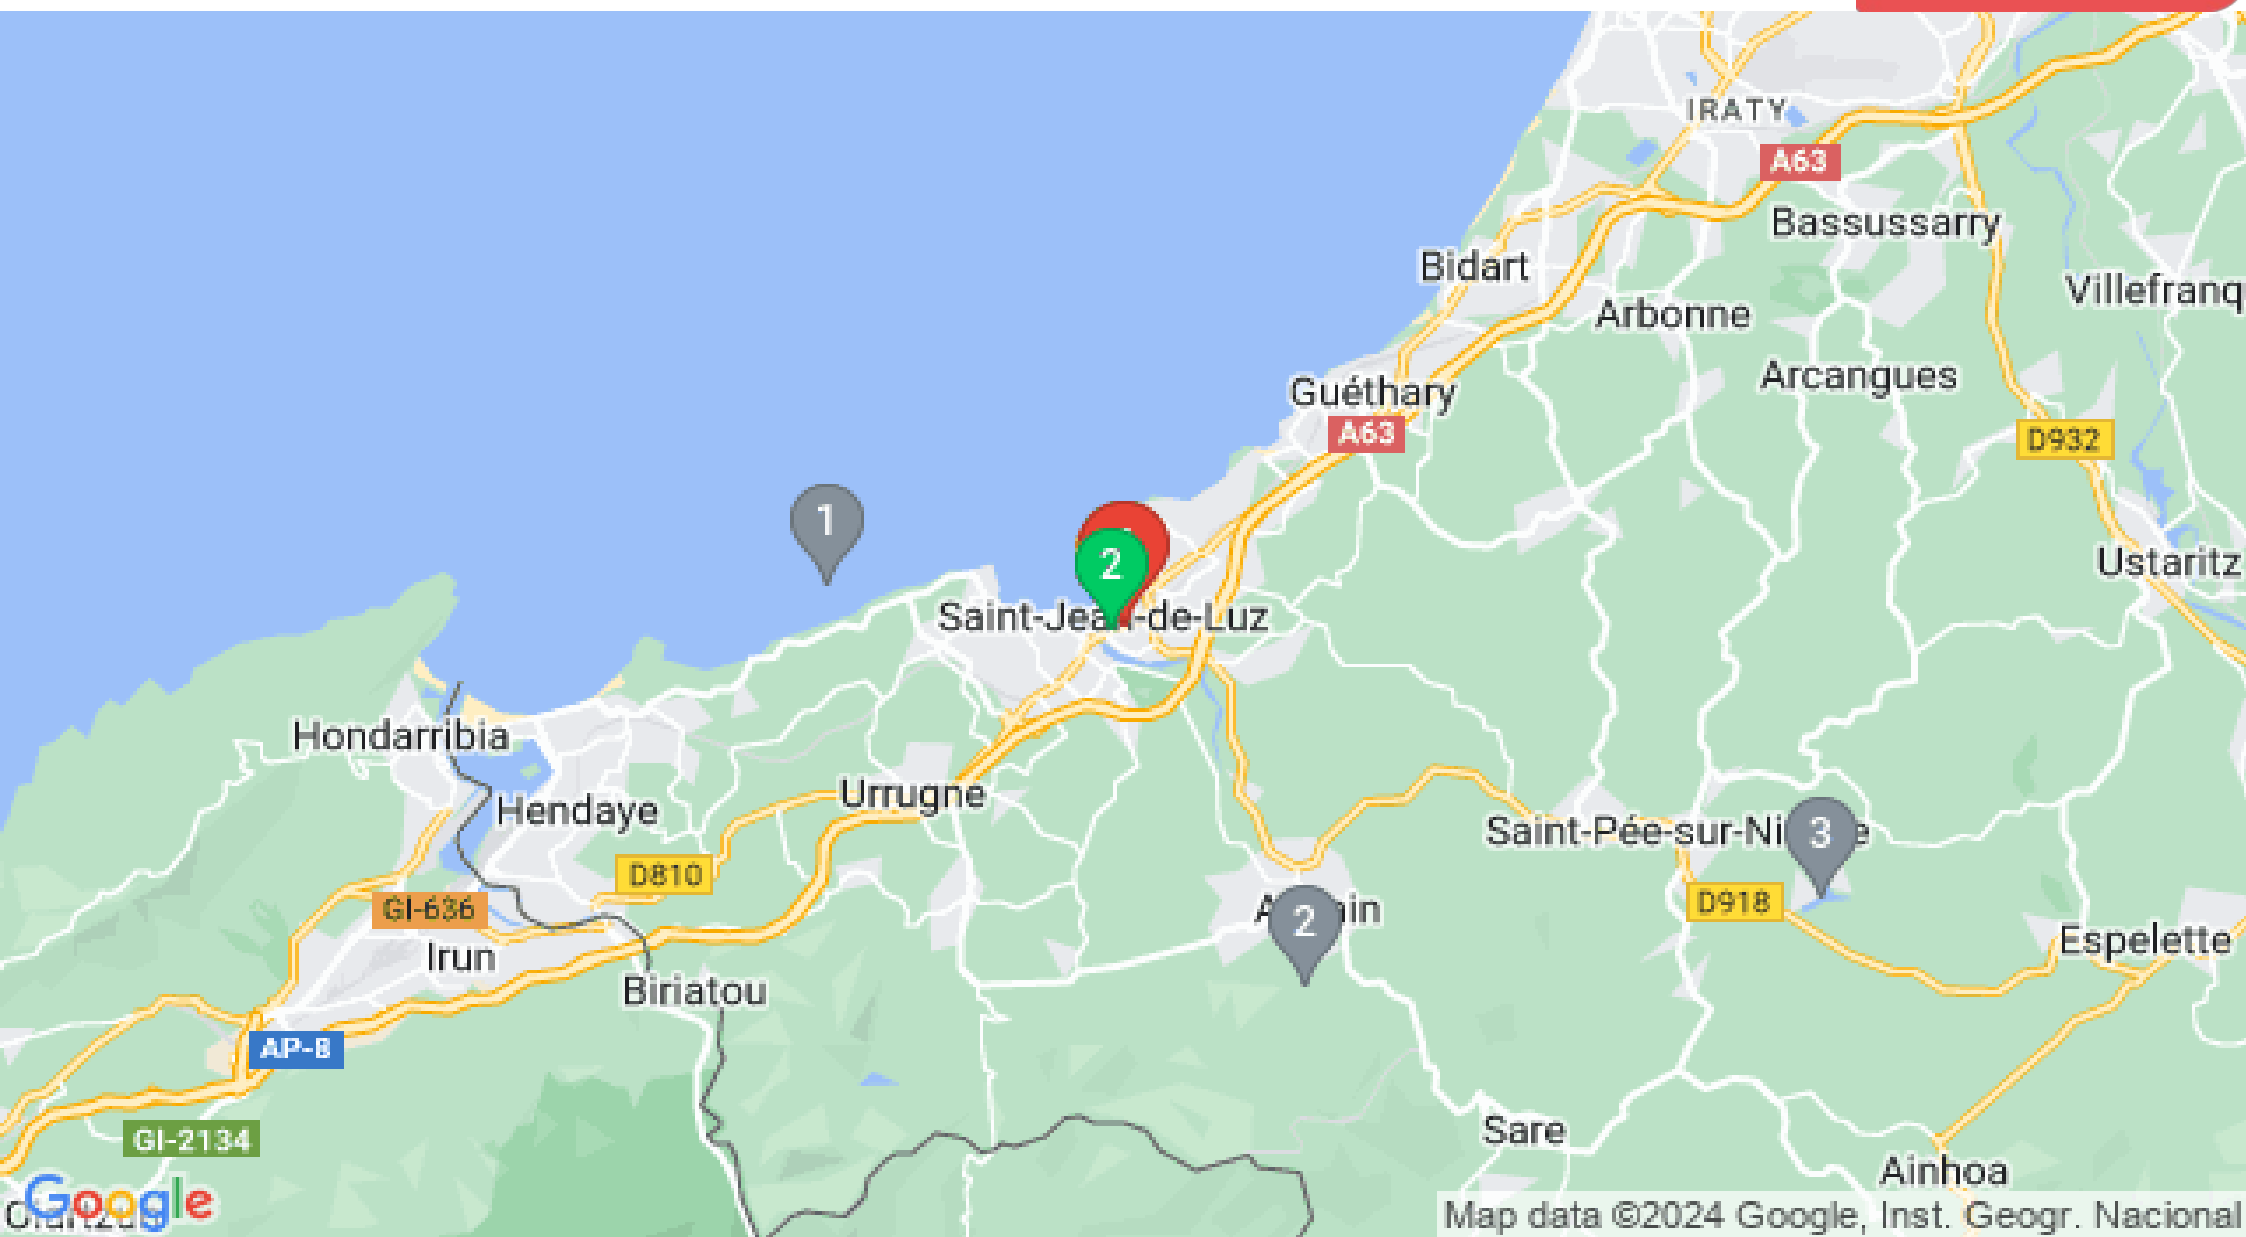 IRATY
A63
Bassussarry
Bidart
Villefranq
Arbonne
Arcangues
Guéthary
A63
D932
1
2
Ustaritz
Saint-Jean-de-Luz
Hondarribia
Urrugne
Hendaye
Saint-Pée-sur-Ni e
3
D810
D918
GI-636
A in
2
Espelette
Irun
Biriatou
AP-8
Sare
GI-2134
Ainhoa
Google
Map data ©2024 Google, Inst. Geogr. Nacional